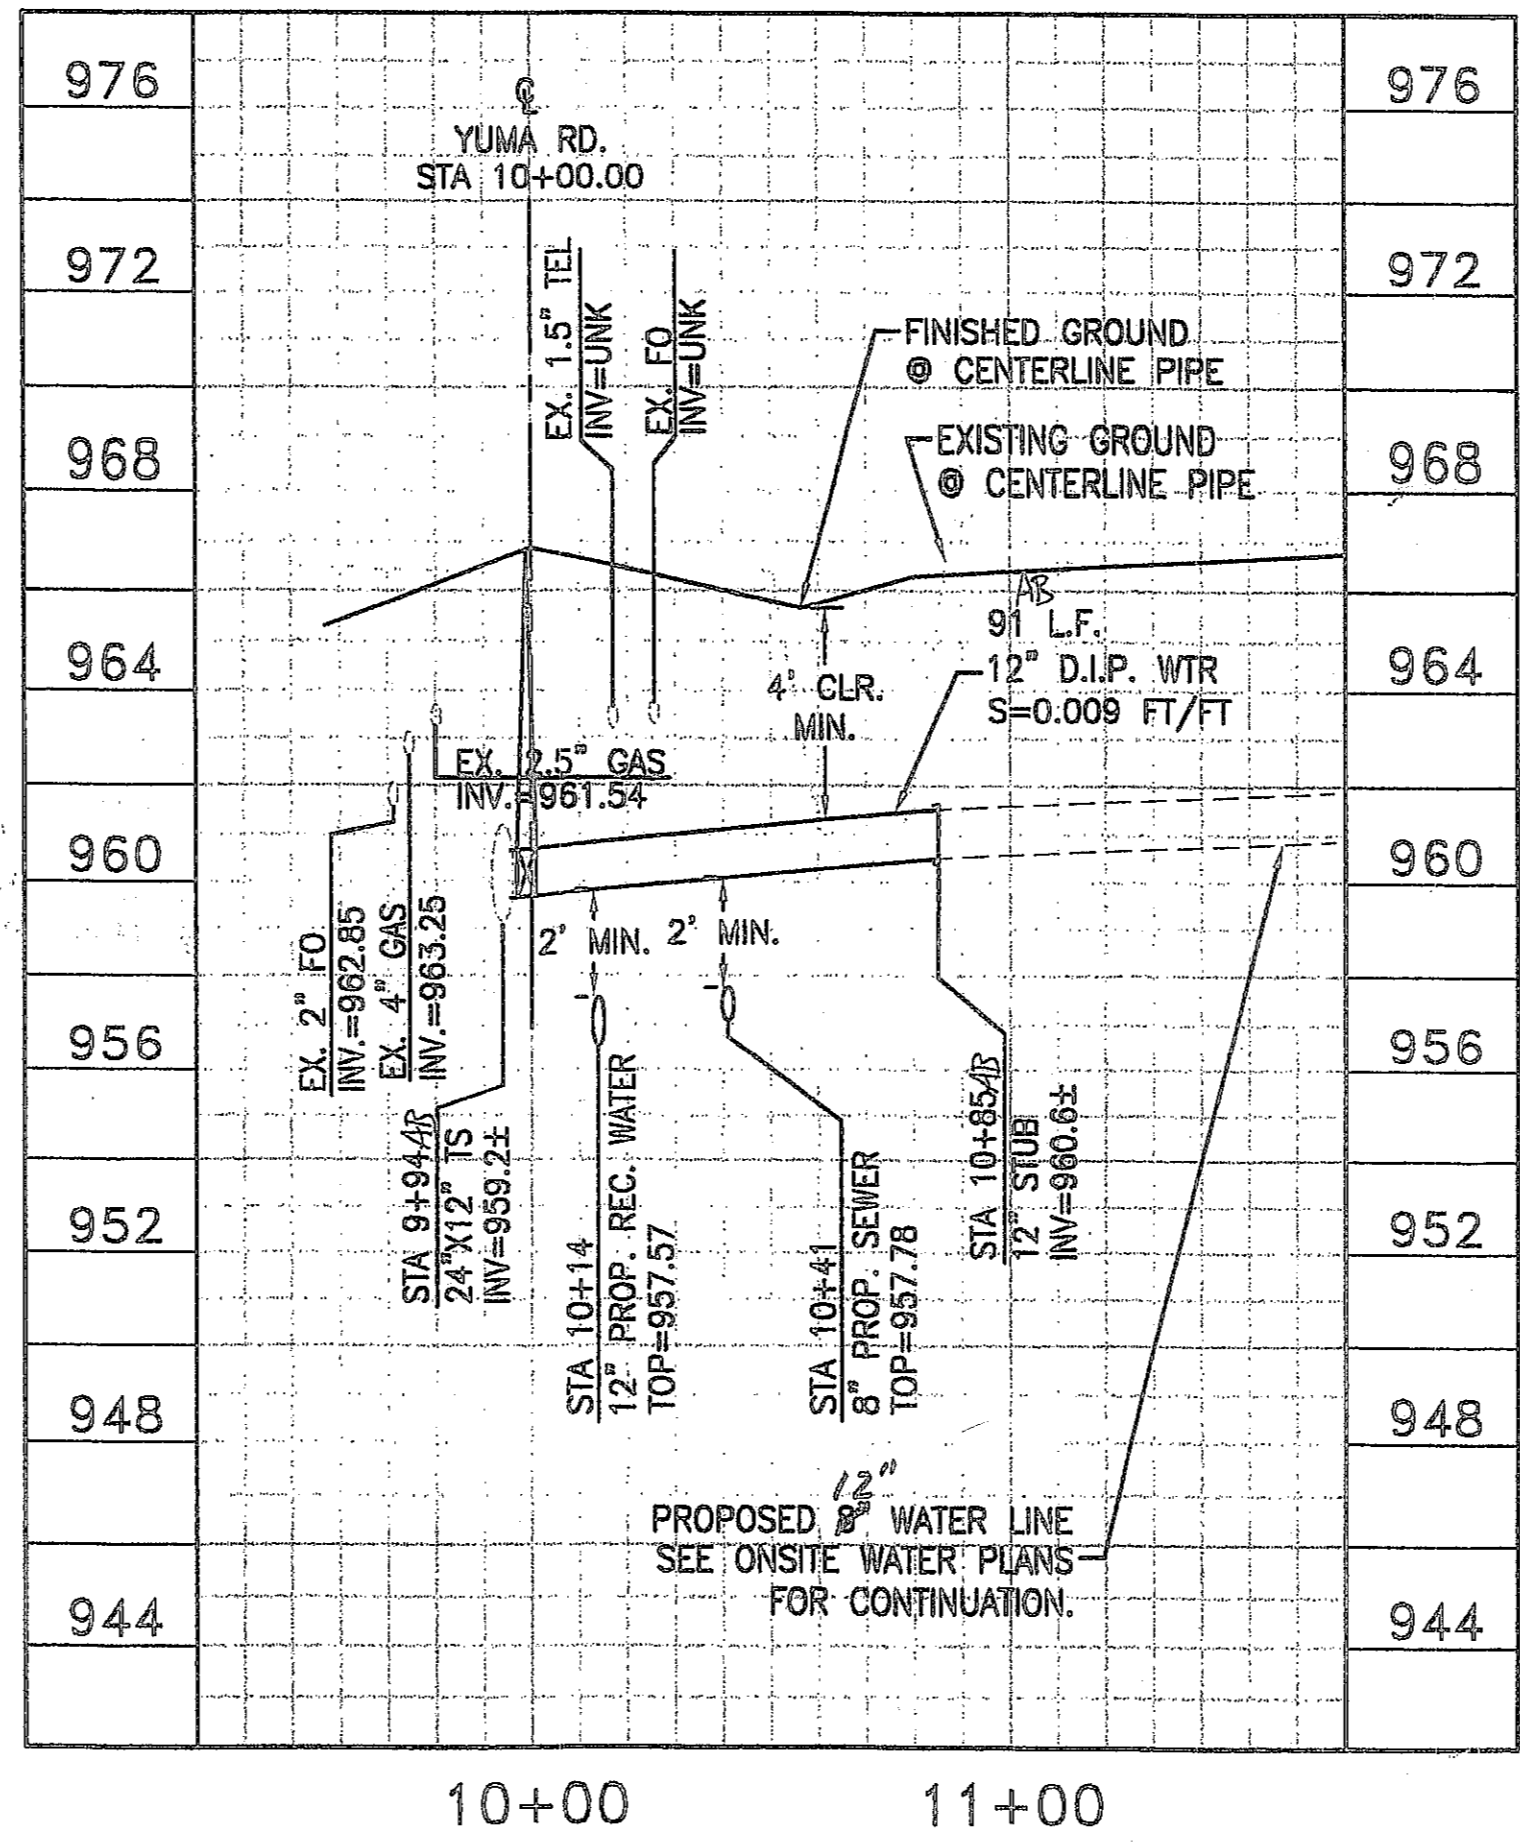 976
976
℄
YUMA RD.
STA 10+00.00
972
972
EX. 1.5" TEL
INV=UNK
EX. FO
INV=UNK
FINISHED GROUND
@ CENTERLINE PIPE
EXISTING GROUND
@ CENTERLINE PIPE
968
968
AB
91 L.F.
12" D.I.P. WTR
S=0.009 FT/FT
964
964
4' CLR.
MIN.
EX. 2.5" GAS
INV.=961.54
960
960
EX. 2" FO
INV.=962.85
EX. 4" GAS
INV.=963.25
2' MIN.
2' MIN.
956
956
STA 9+94 AB
24"X12" TS
INV=959.2±
STA 10+14
12" PROP. REC. WATER
TOP=957.57
STA 10+41
8" PROP. SEWER
TOP=957.78
STA 10+85 AB
12" STUB
INV=960.6±
952
952
948
948
12"
PROPOSED 8" WATER LINE
SEE ONSITE WATER PLANS
FOR CONTINUATION.
944
944
10+00
11+00